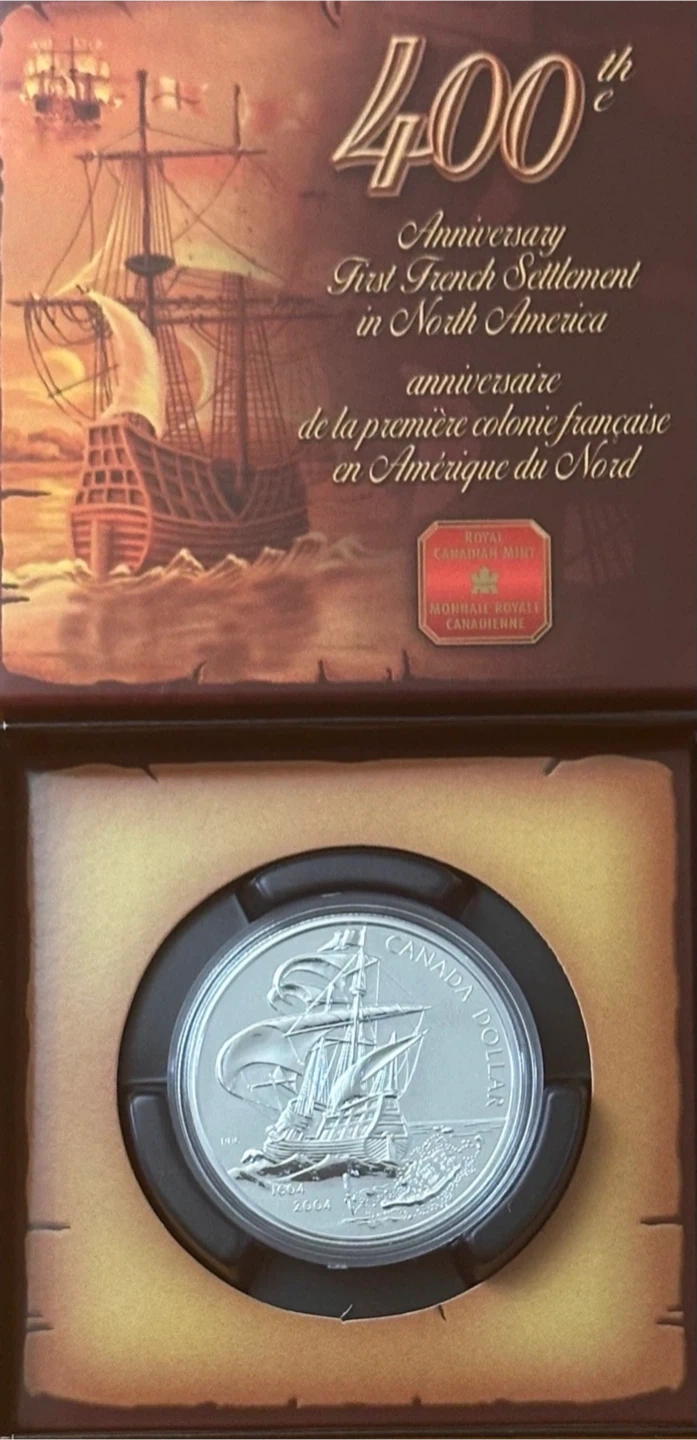 400th
e
Anniversary
First French Settlement
in North America
anniversaire
de la première colonie française
en Amérique du Nord
ROYAL
CANADIAN MINT
MONNAIE ROYALE
CANADIENNE
CANADA DOLLAR
1604
2004